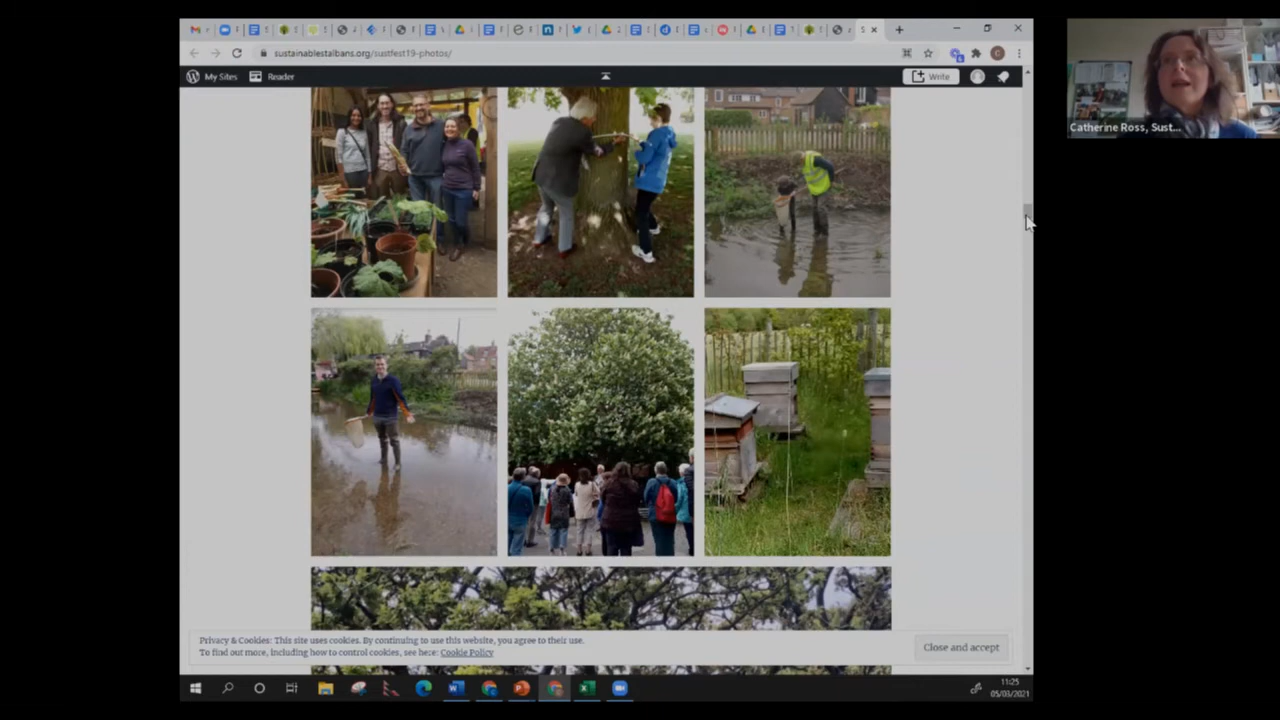 sustainablestalbans.org/sustfest19-photos/
My Sites
Reader
Write
Catherine Ross, Sust...
Privacy & Cookies: This site uses cookies. By continuing to use this website, you agree to their use.
To find out more, including how to control cookies, see here: Cookie Policy
Close and accept
11:25
05/03/2021